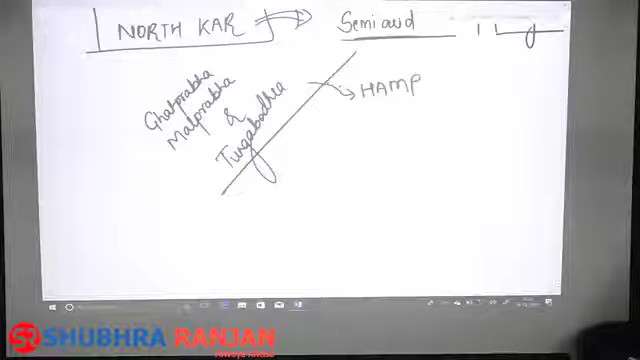 NORTH KAR
Semi arid
Ghatprabha
Malprabha
&
Tungabadhra
HAMP
SHUBHRA RANJAN